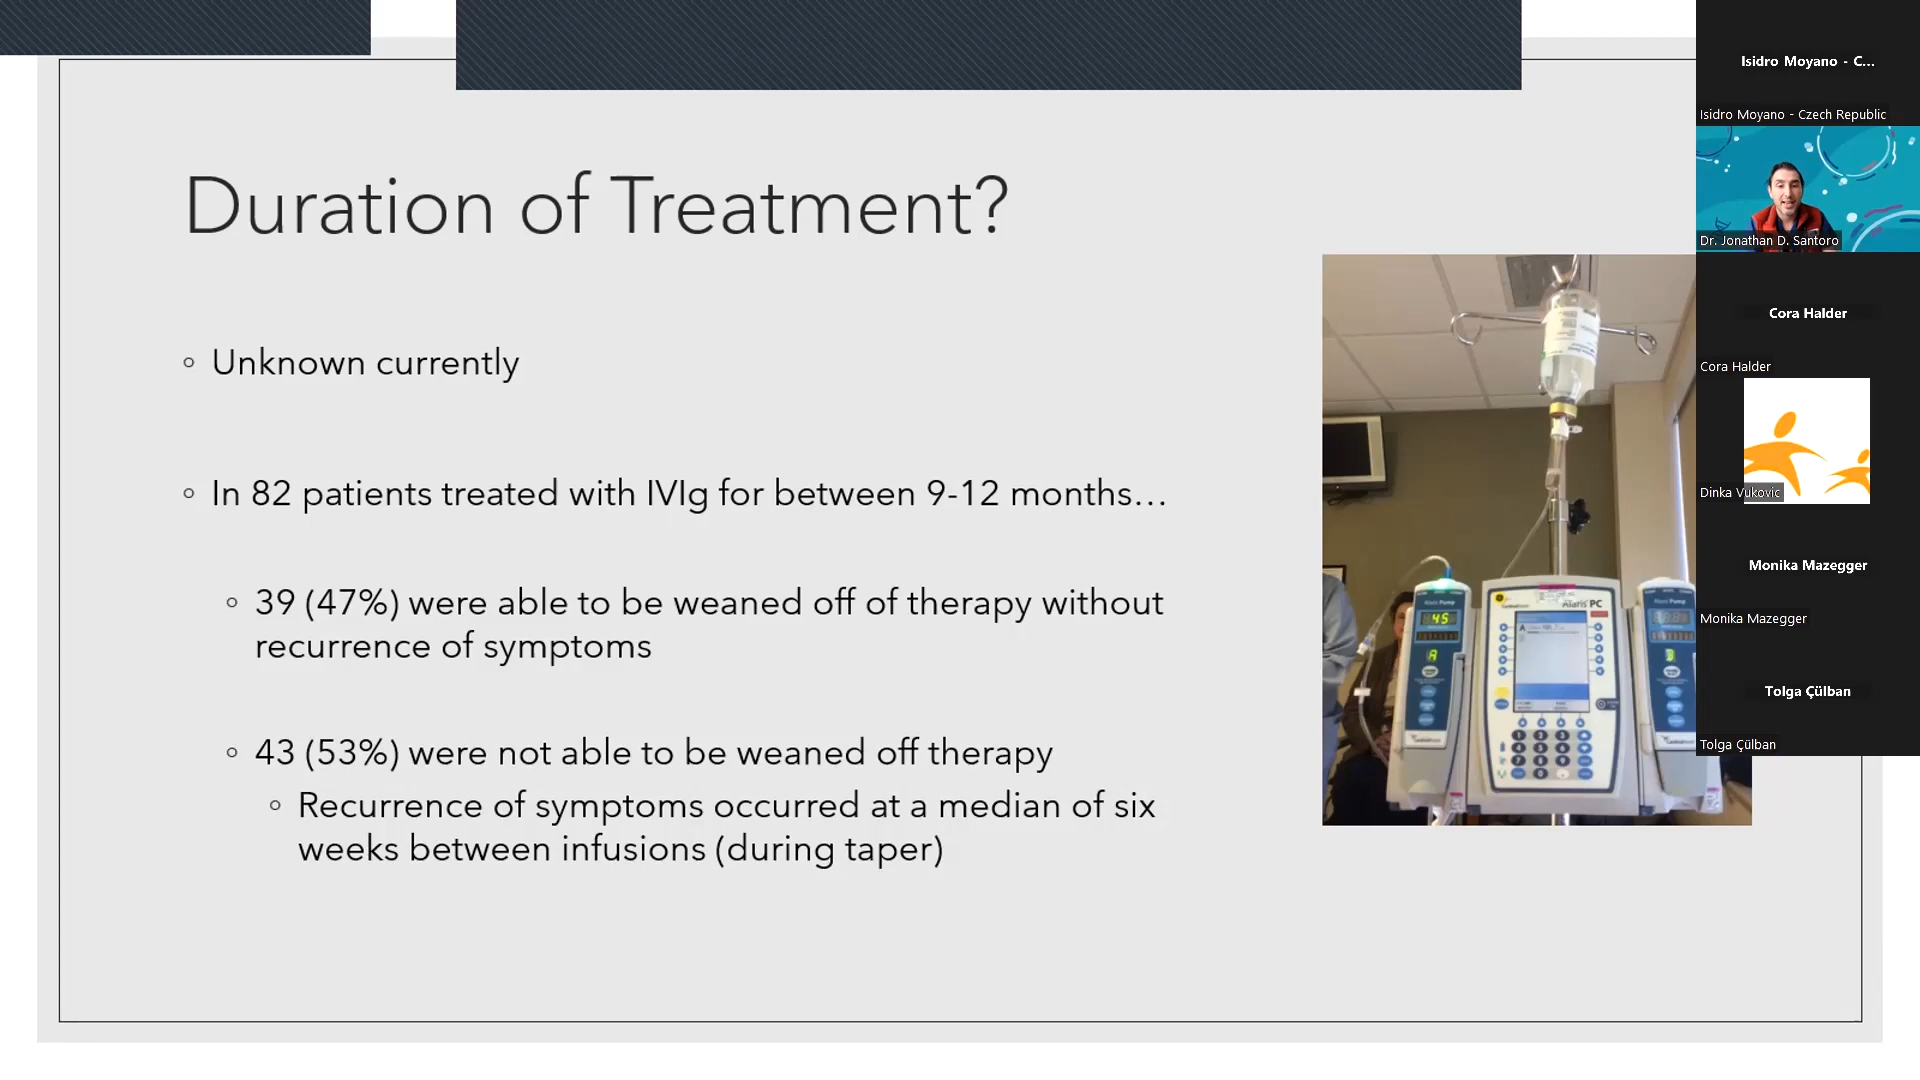 Duration of Treatment?
◦ Unknown currently
◦ In 82 patients treated with IVIg for between 9-12 months...
◦ 39 (47%) were able to be weaned off of therapy without
recurrence of symptoms
◦ 43 (53%) were not able to be weaned off therapy
◦ Recurrence of symptoms occurred at a median of six
weeks between infusions (during taper)
Alaris PC
45
A
Isidro Moyano - C...
Isidro Moyano - Czech Republic
Dr. Jonathan D. Santoro
Cora Halder
Cora Halder
Dinka Vukovic
Monika Mazegger
Monika Mazegger
Tolga Çülban
Tolga Çülban